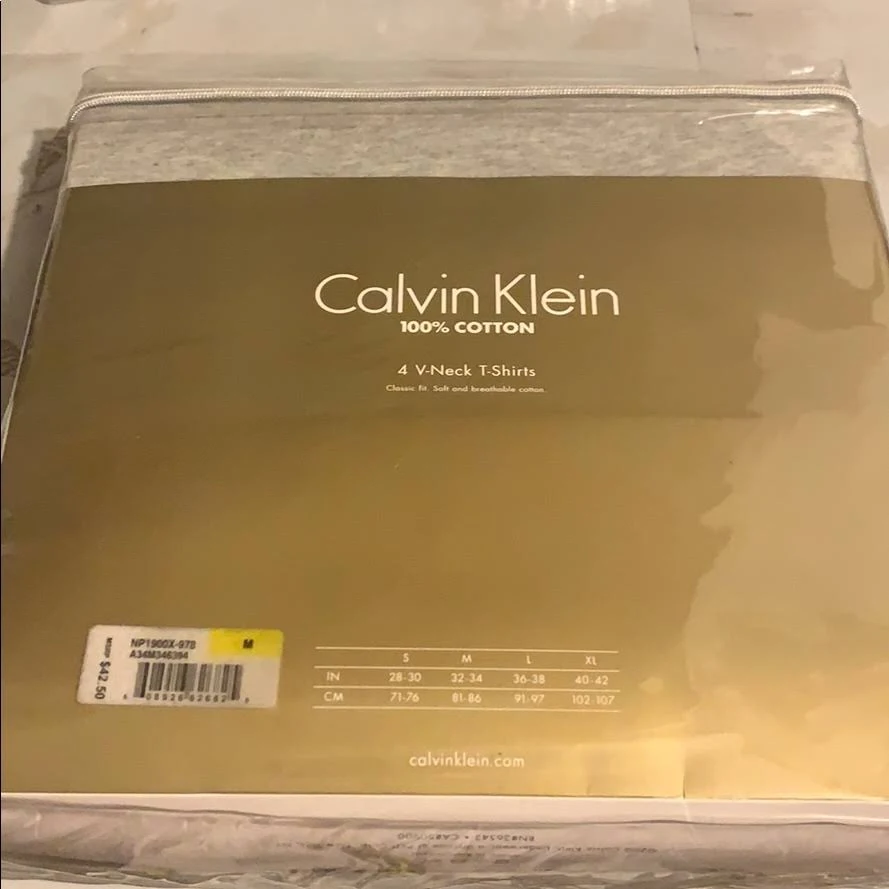 Calvin Klein
100% COTTON
4 V-Neck T-Shirts
Classic fit. Soft and breathable cotton.
MSRP $42.50
NP1900X-978 M
A34M346394
S M L XL
IN 28-30 32-34 36-38 40-42
CM 71-76 81-86 91-97 102-107
calvinklein.com